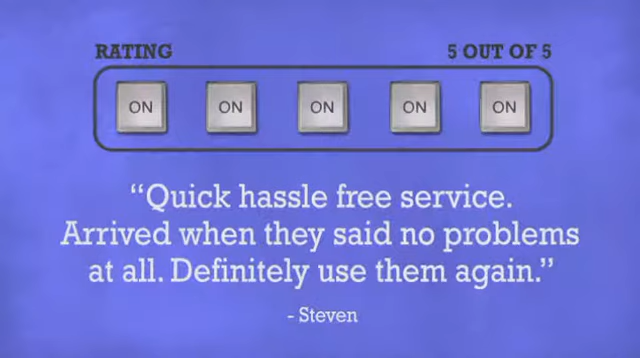 RATING 5 OUT OF 5
ON ON ON ON ON
“Quick hassle free service.
Arrived when they said no problems
at all. Definitely use them again.”
- Steven